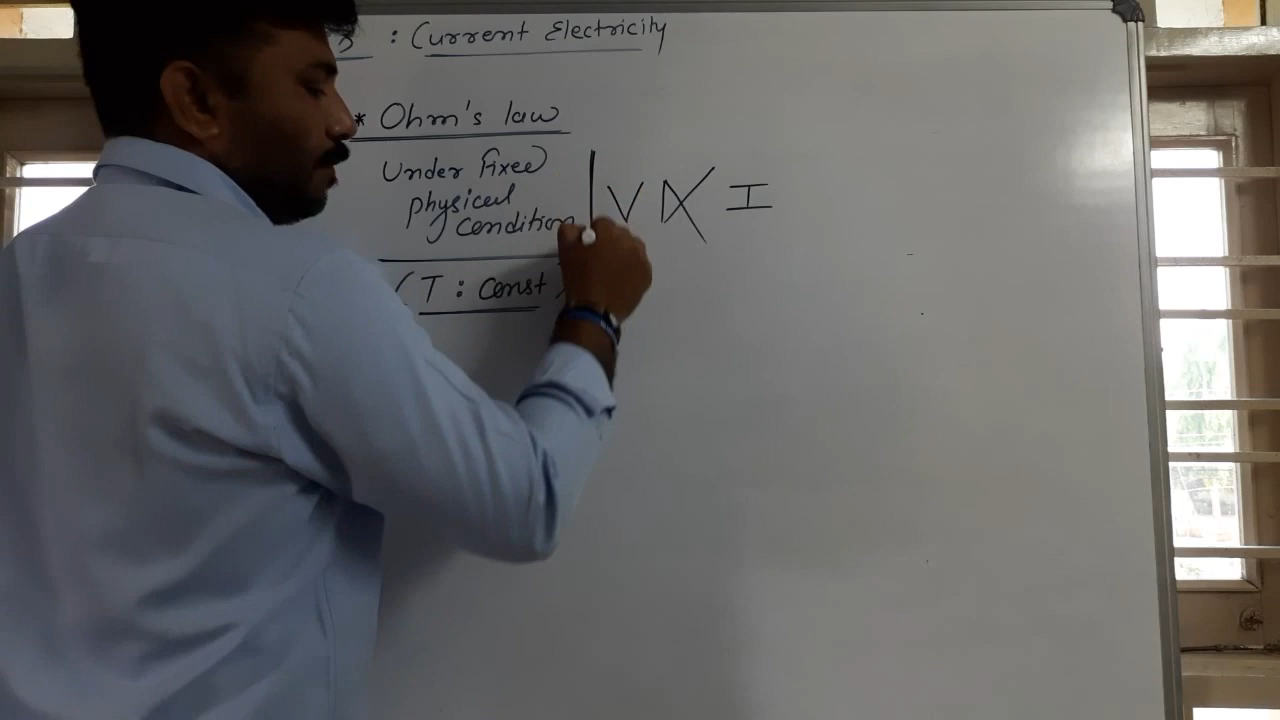 : Current Electricity
* Ohm's law
Under fixed
physical
condition
V ∝ I
(T : Const)